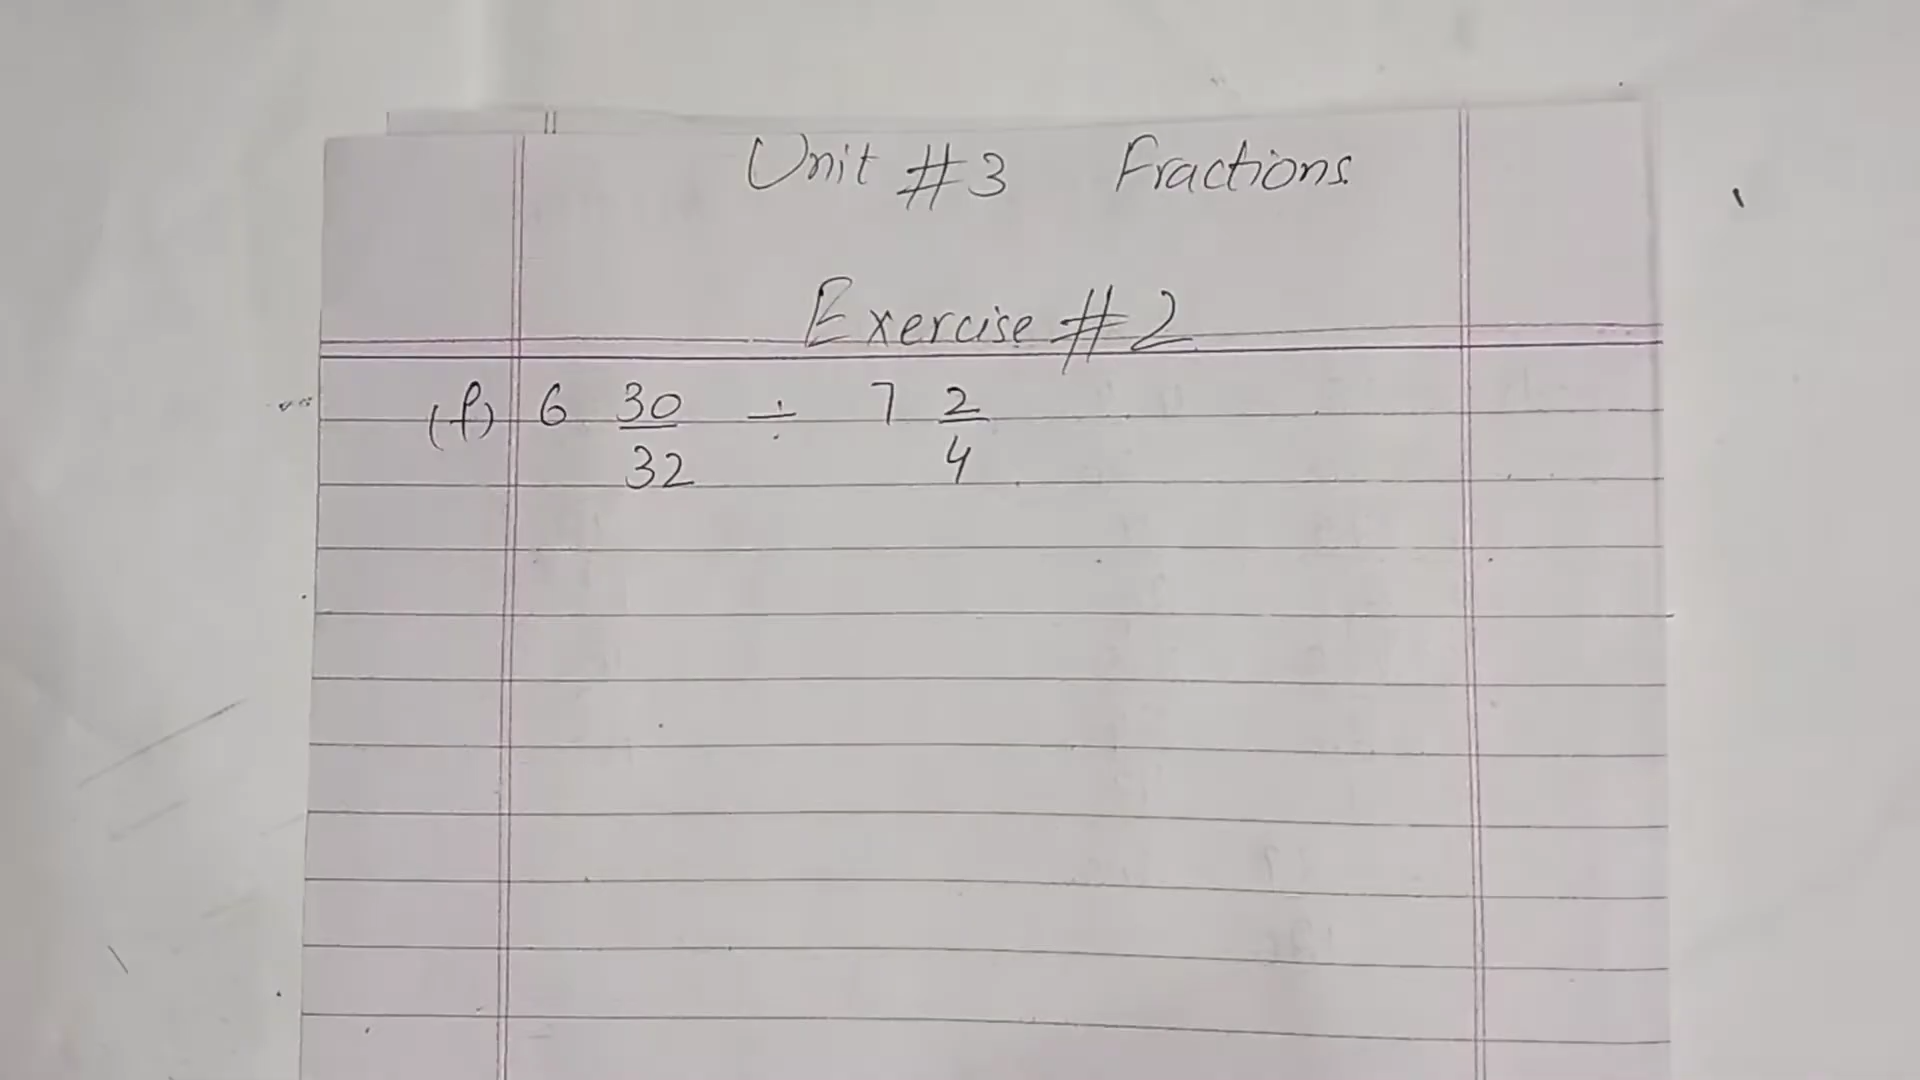 Unit #3 Fractions.
Exercise #2
(f) 6 30/32 ÷ 7 2/4